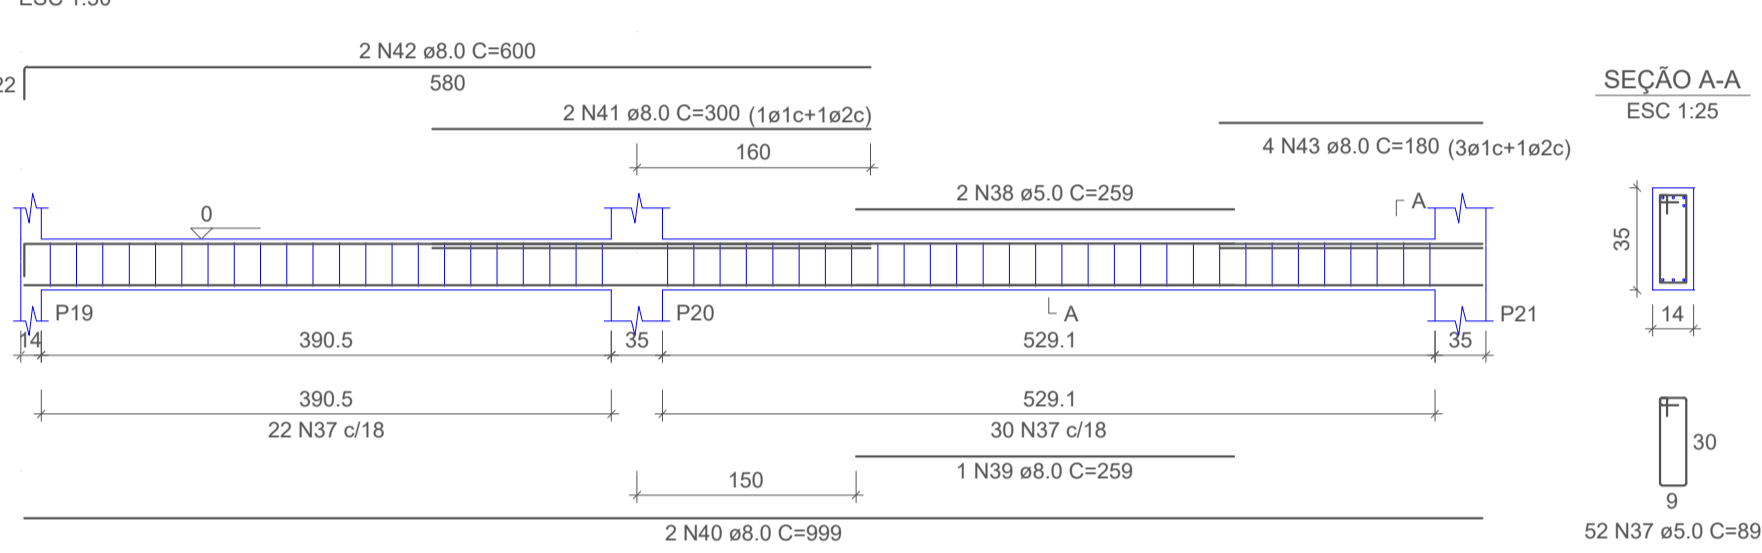 2 N42 ø8.0 C=600
22
580
2 N41 ø8.0 C=300 (1ø1c+1ø2c)
160
4 N43 ø8.0 C=180 (3ø1c+1ø2c)
SEÇÃO A-A
ESC 1:25
2 N38 ø5.0 C=259
A
0
35
P19
P20
A
P21
14
14
390.5
35
529.1
35
390.5
529.1
22 N37 c/18
30 N37 c/18
30
1 N39 ø8.0 C=259
150
9
2 N40 ø8.0 C=999
52 N37 ø5.0 C=89